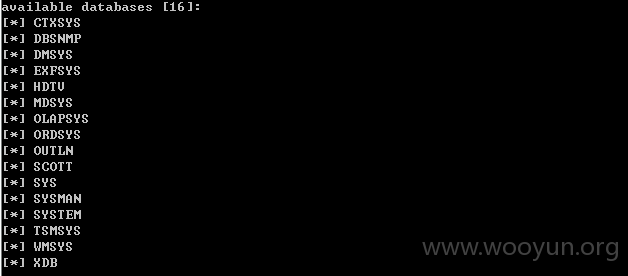 available databases [16]:
[*] CTXSYS
[*] DBSNMP
[*] DMSYS
[*] EXFSYS
[*] HDTV
[*] MDSYS
[*] OLAPSYS
[*] ORDSYS
[*] OUTLN
[*] SCOTT
[*] SYS
[*] SYSMAN
[*] SYSTEM
[*] TSMSYS
[*] WMSYS
[*] XDB
www.wooyun.org